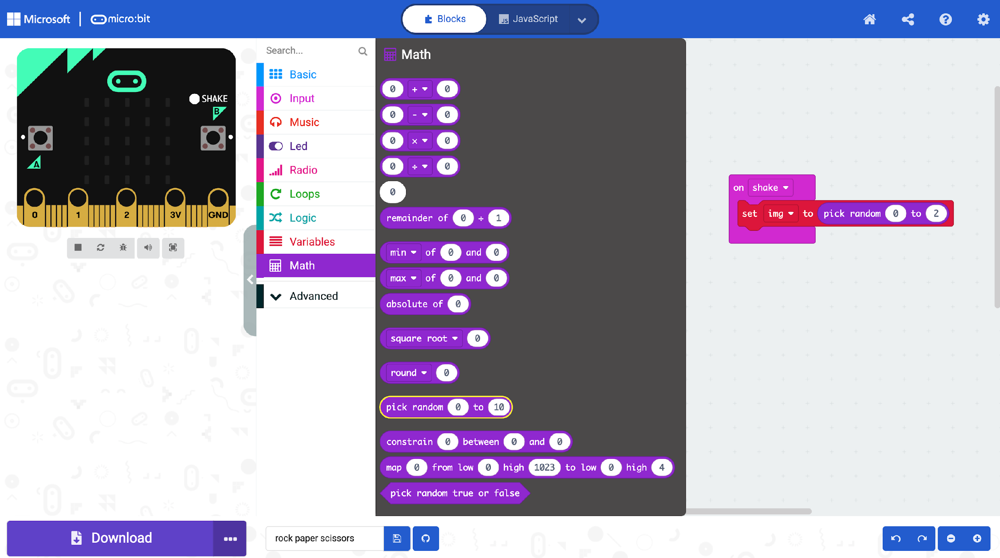 Microsoft | micro:bit
Blocks
JS JavaScript
SHAKE
B
A
0 1 2 3V GND
Search...
Basic
Input
Music
Led
Radio
Loops
Logic
Variables
Math
Advanced
Math
0 + 0
0 - 0
0 × 0
0 ÷ 0
0
remainder of 0 ÷ 1
min of 0 and 0
max of 0 and 0
absolute of 0
square root 0
round 0
pick random 0 to 10
constrain 0 between 0 and 0
map 0 from low 0 high 1023 to low 0 high 4
pick random true or false
on shake
set img to pick random 0 to 2
Download
rock paper scissors